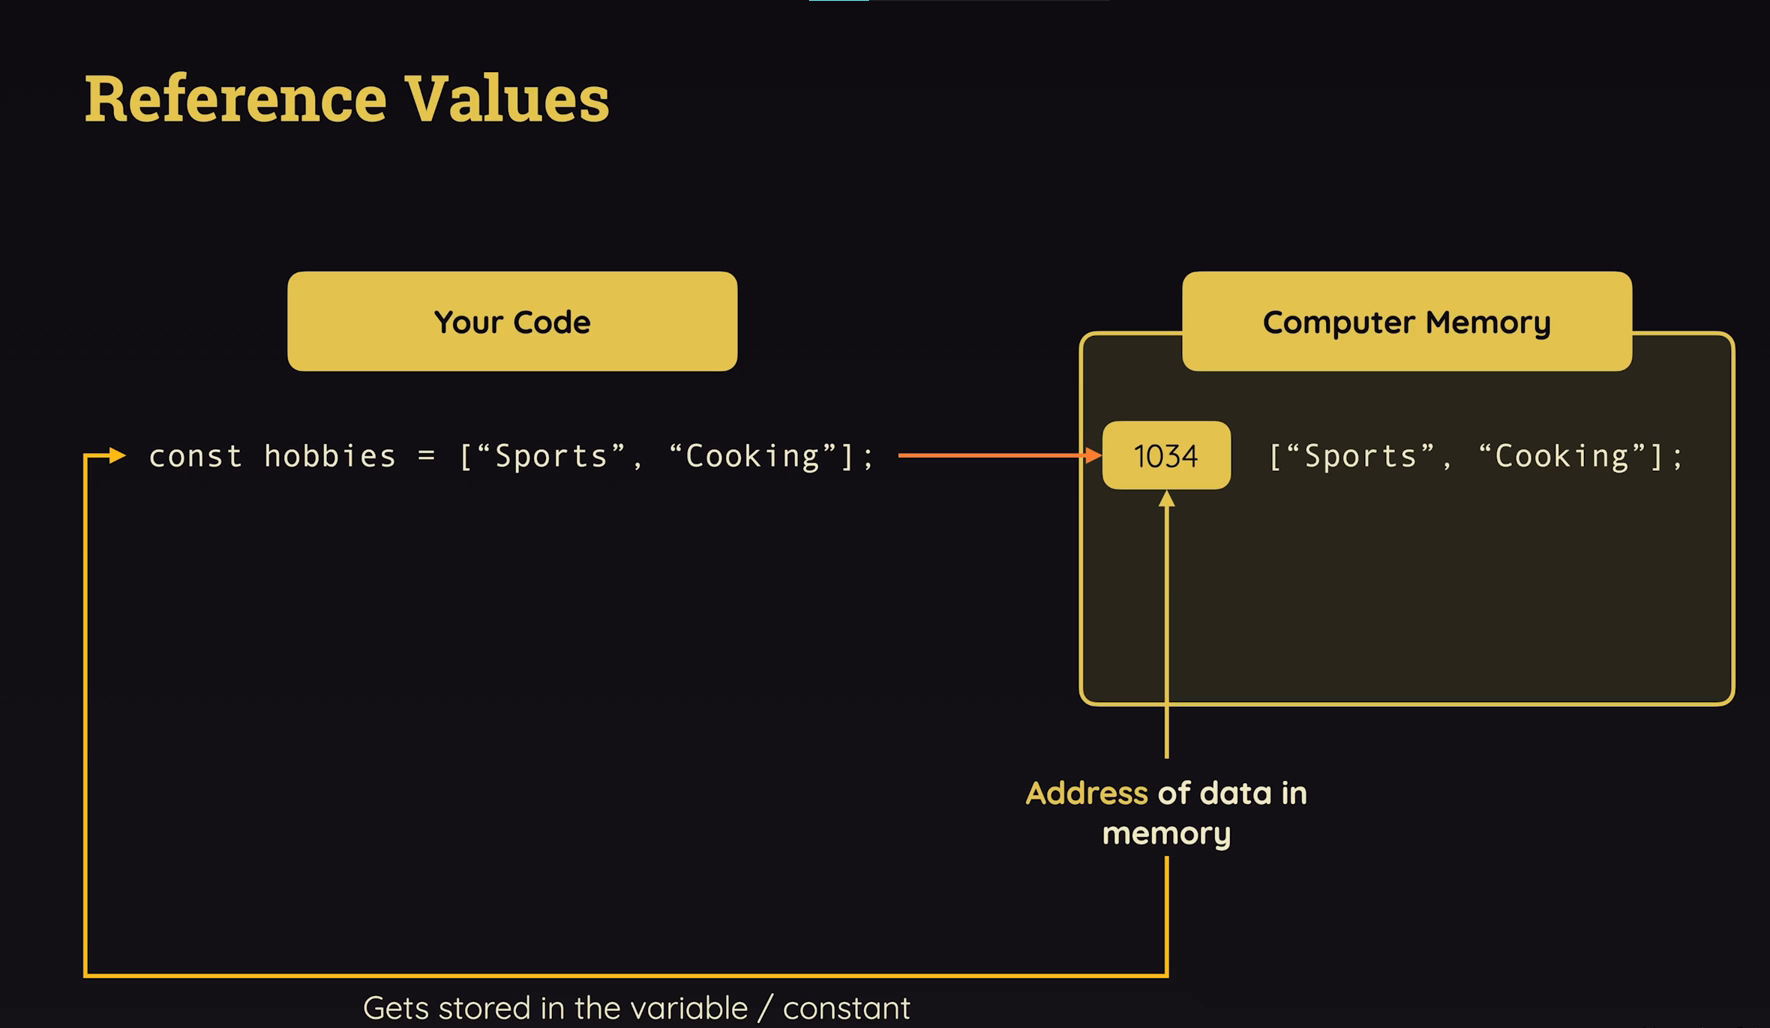 Reference Values
Your Code
Computer Memory
const hobbies = [“Sports”, “Cooking”];
1034
[“Sports”, “Cooking”];
Address of data in
memory
Gets stored in the variable / constant